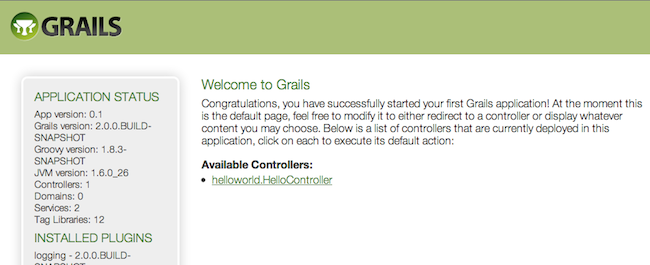 GRAILS
APPLICATION STATUS
App version: 0.1
Grails version: 2.0.0.BUILD-
SNAPSHOT
Groovy version: 1.8.3-
SNAPSHOT
JVM version: 1.6.0_26
Controllers: 1
Domains: 0
Services: 2
Tag Libraries: 12
INSTALLED PLUGINS
logging - 2.0.0.BUILD-
SNAPSHOT
Welcome to Grails
Congratulations, you have successfully started your first Grails application! At the moment this
is the default page, feel free to modify it to either redirect to a controller or display whatever
content you may choose. Below is a list of controllers that are currently deployed in this
application, click on each to execute its default action:
Available Controllers:
• helloworld.HelloController